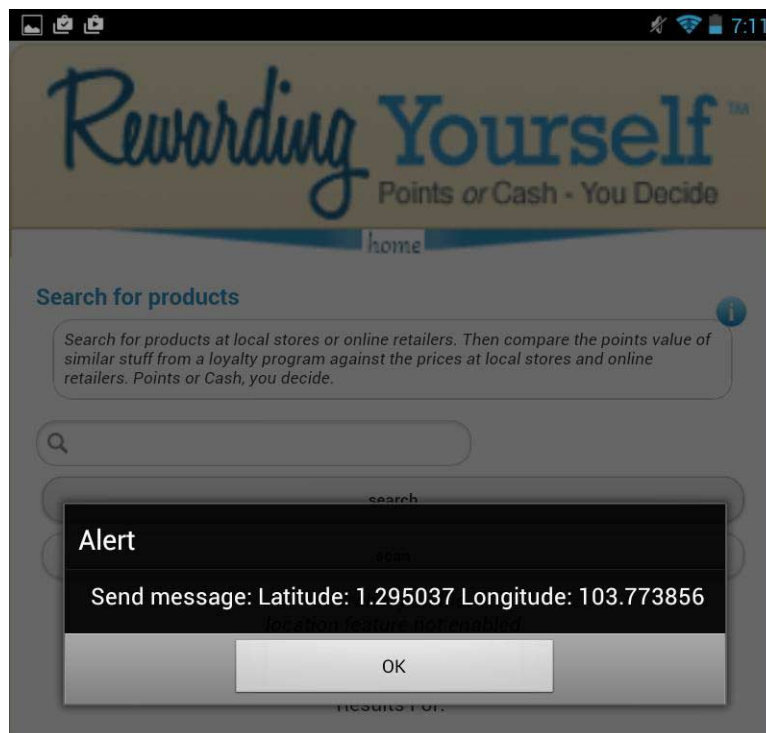 7:11
Rewarding Yourself TM
Points or Cash - You Decide
home
Search for products
i
Search for products at local stores or online retailers. Then compare the points value of
similar stuff from a loyalty program against the prices at local stores and online
retailers. Points or Cash, you decide.
search
scan
Alert
Send message: Latitude: 1.295037 Longitude: 103.773856
location feature not enabled
OK
Results For: